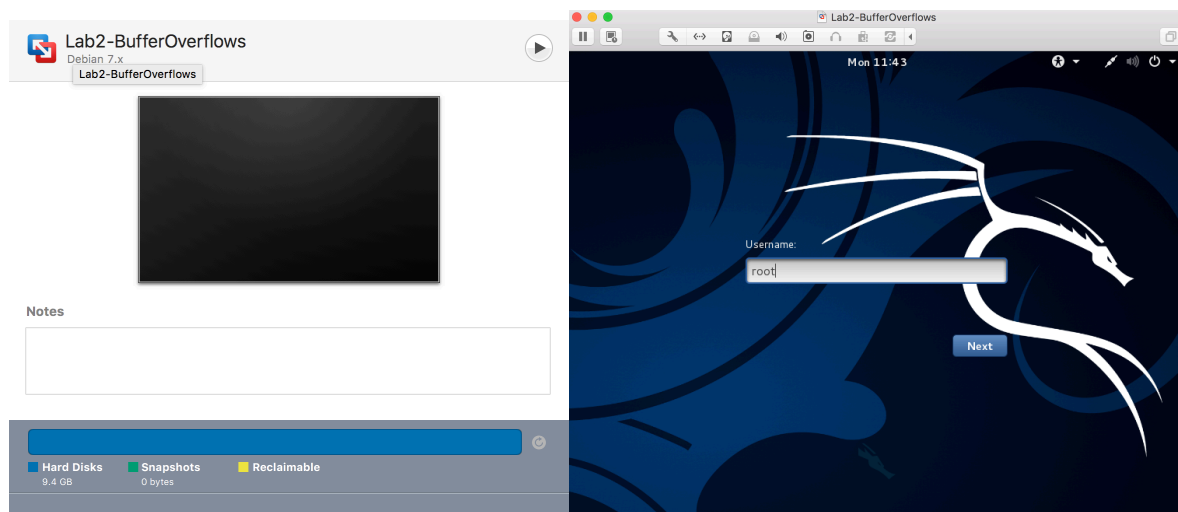 Lab2-BufferOverflows
Debian 7.x
Lab2-BufferOverflows
Notes
Hard Disks
9.4 GB
Snapshots
0 bytes
Reclaimable
Lab2-BufferOverflows
Mon 11:43
Username:
root
Next